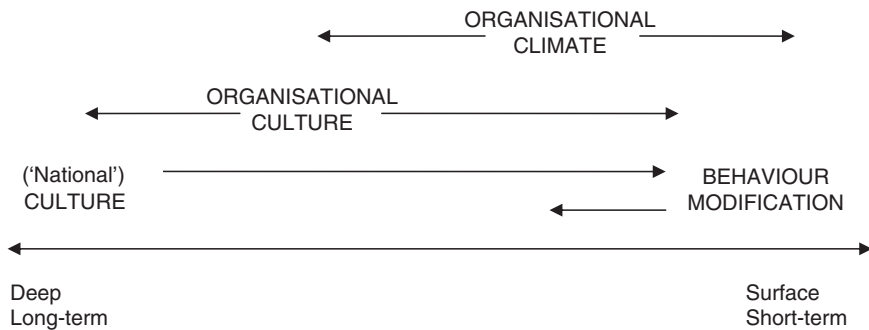 ORGANISATIONAL
CLIMATE
ORGANISATIONAL
CULTURE
('National')
CULTURE
BEHAVIOUR
MODIFICATION
Deep
Long-term
Surface
Short-term